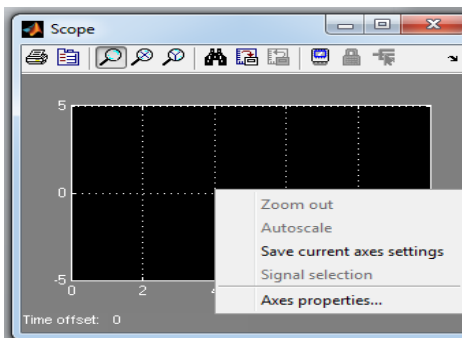 Scope
5
0
-5
0
2
4
Zoom out
Autoscale
Save current axes settings
Signal selection
Axes properties...
Time offset: 0